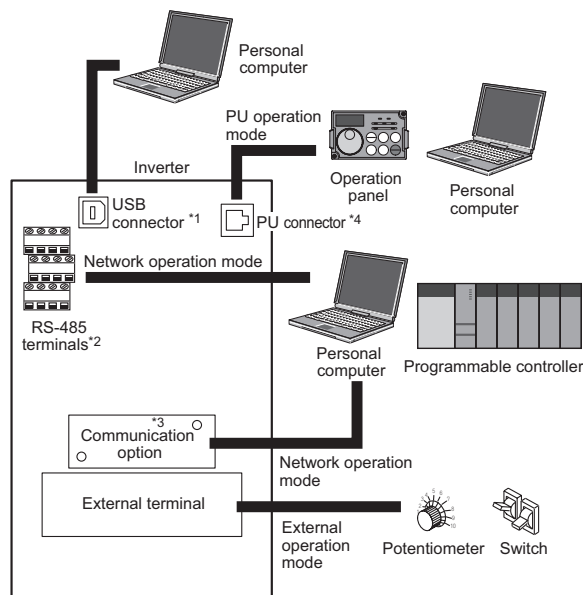 Personal
computer
PU operation
mode
Inverter
Operation
panel
Personal
computer
USB
connector *1
PU connector *4
Network operation mode
RS-485
terminals*2
Personal
computer
Programmable controller
*3
Communication
option
Network operation
mode
External terminal
External
operation
mode
Potentiometer
Switch